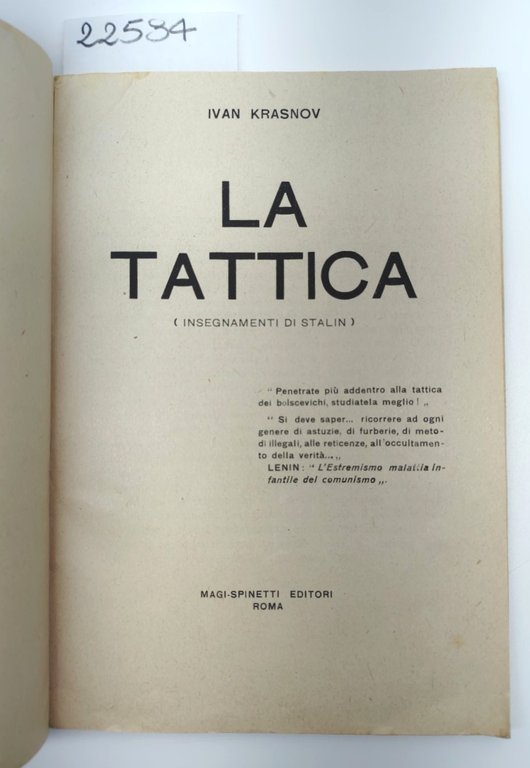 22584
IVAN KRASNOV
LA
TATTICA
( INSEGNAMENTI DI STALIN )
“ Penetrate più addentro alla tattica
dei bolscevichi, studiatela meglio ! „
“ Si deve saper... ricorrere ad ogni
genere di astuzie, di furberie, di meto-
di illegali, alle reticenze, all'occultamen-
to della verità... „
LENIN : “ L'Estremismo malattia in-
fantile del comunismo „.
MAGI-SPINETTI EDITORI
ROMA